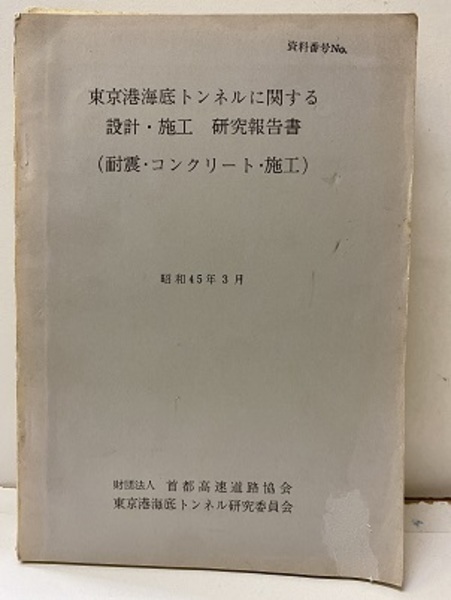 資料番号No.
東京港海底トンネルに関する
設計・施工 研究報告書
(耐震・コンクリート・施工)
昭和45年3月
財団法人 首都高速道路協会
東京港海底トンネル研究委員会